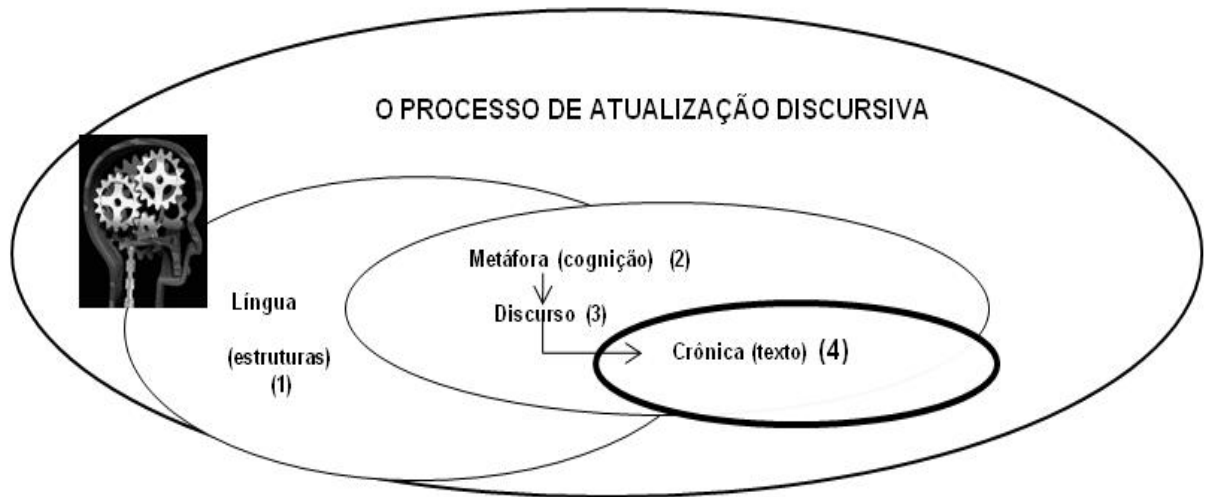 O PROCESSO DE ATUALIZAÇÃO DISCURSIVA
Metáfora (cognição) (2)
Discurso (3)
Língua
(estruturas)
(1)
Crônica (texto) (4)